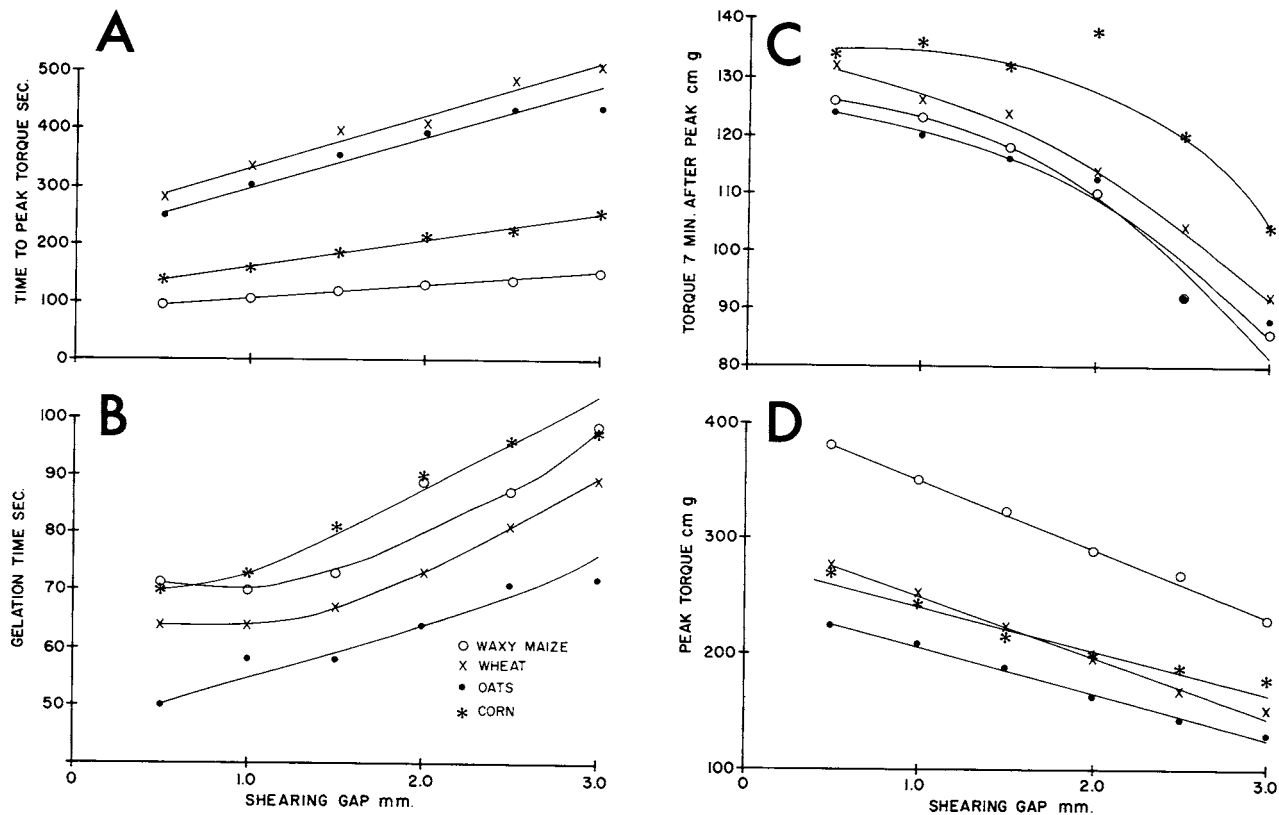 A
TIME TO PEAK TORQUE SEC.
500
400
300
200
100
0
B
GELATION TIME SEC.
100
90
80
70
60
50
0
1.0
2.0
3.0
SHEARING GAP mm.
WAXY MAIZE
WHEAT
OATS
CORN
C
TORQUE 7 MIN. AFTER PEAK cm g
140
130
120
110
100
90
80
D
PEAK TORQUE cm g
400
300
200
100
0
1.0
2.0
3.0
SHEARING GAP mm.